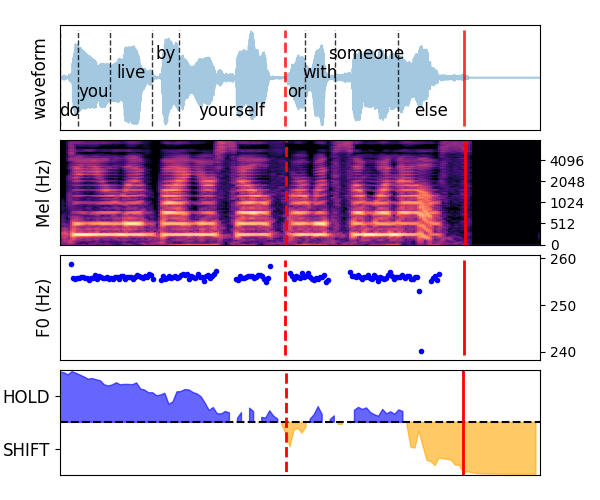 waveform
do
you
live
by
yourself
or
with
someone
else
Mel (Hz)
4096
2048
1024
512
0
F0 (Hz)
260
250
240
HOLD
SHIFT